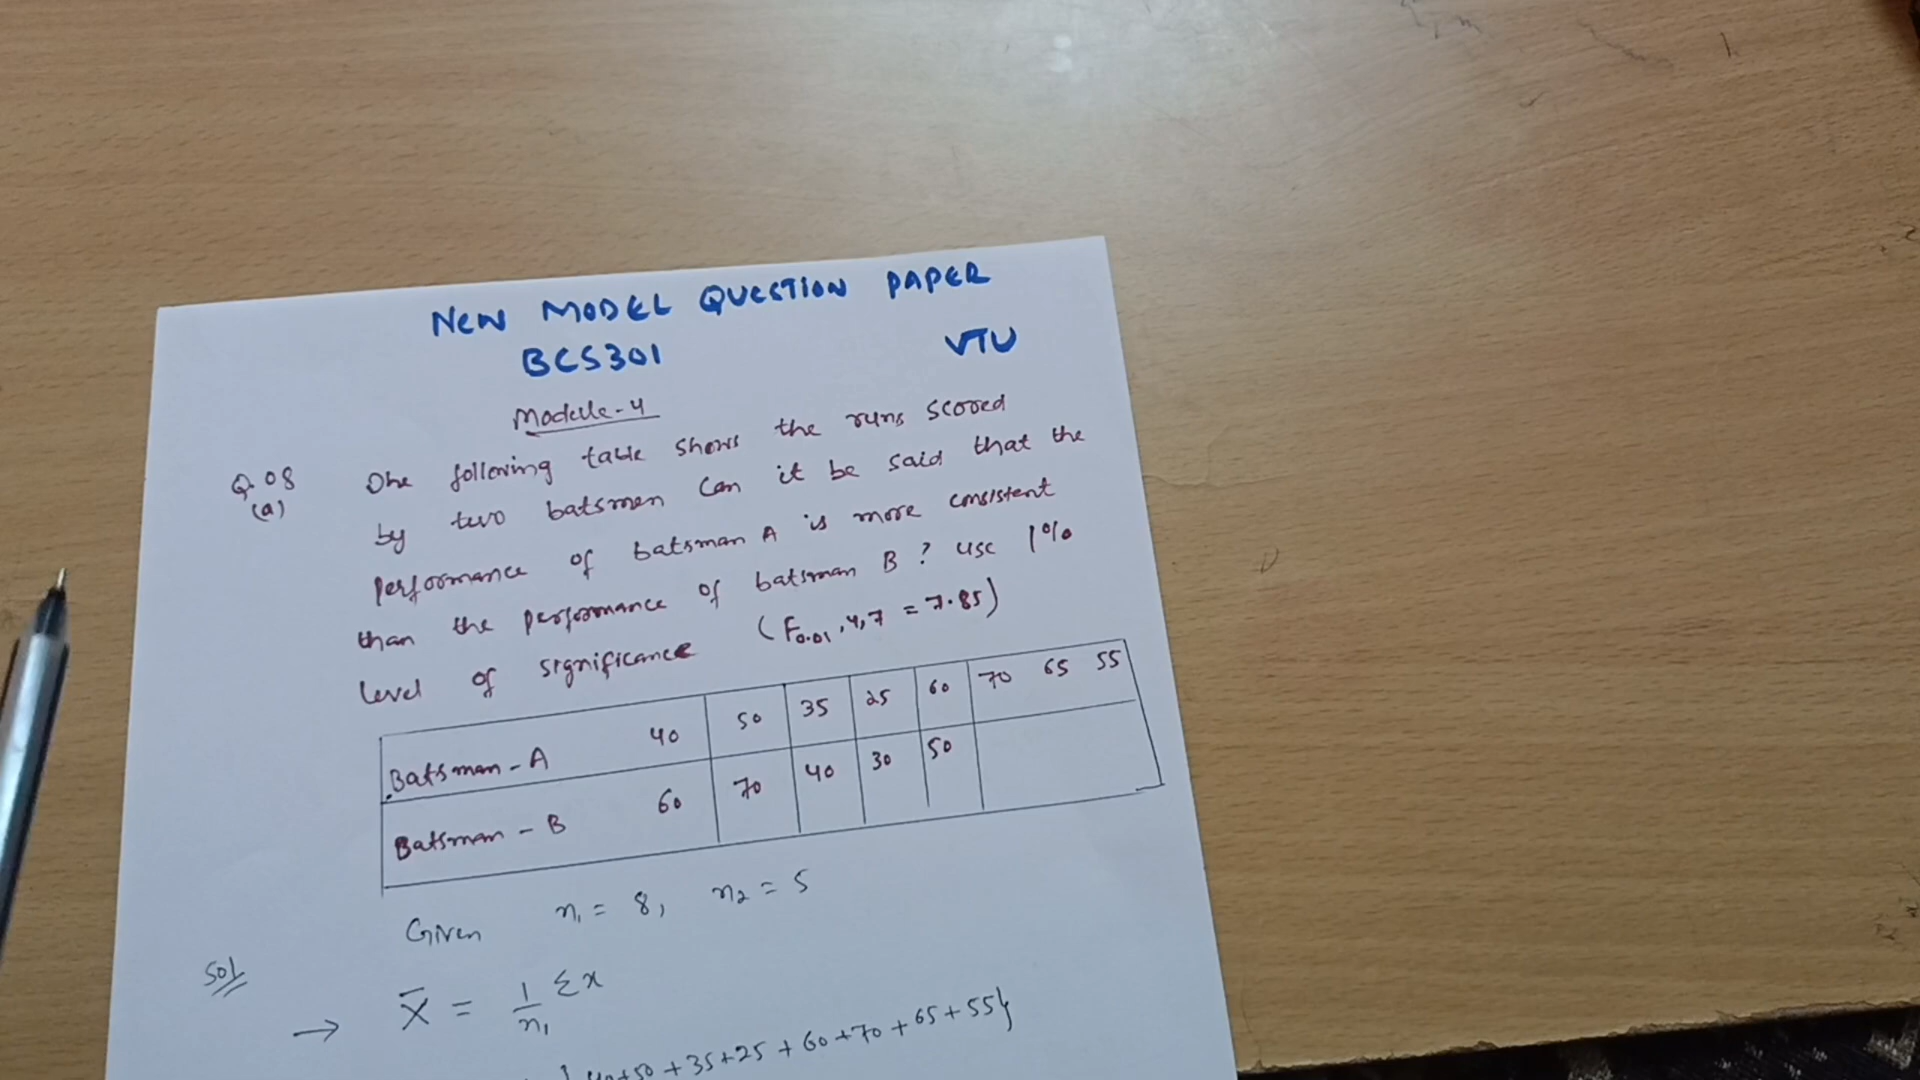 NEW MODEL QUESTION PAPER
BCS301 VTU
Module-4
Q.08 The following table shows the runs scored
(a) by two batsmen can it be said that the
performance of batsman A is more consistent
than the performance of batsman B? use 1%
level of significance (F0.01,4,7 = 7.85)
Batsman-A 40 50 35 25 60 70 65 55
Batsman-B 60 70 40 30 50
Sol Given n₁ = 8, n₂ = 5
→ x̄ = 1/n₁ Σx
40+50+35+25+60+70+65+55}